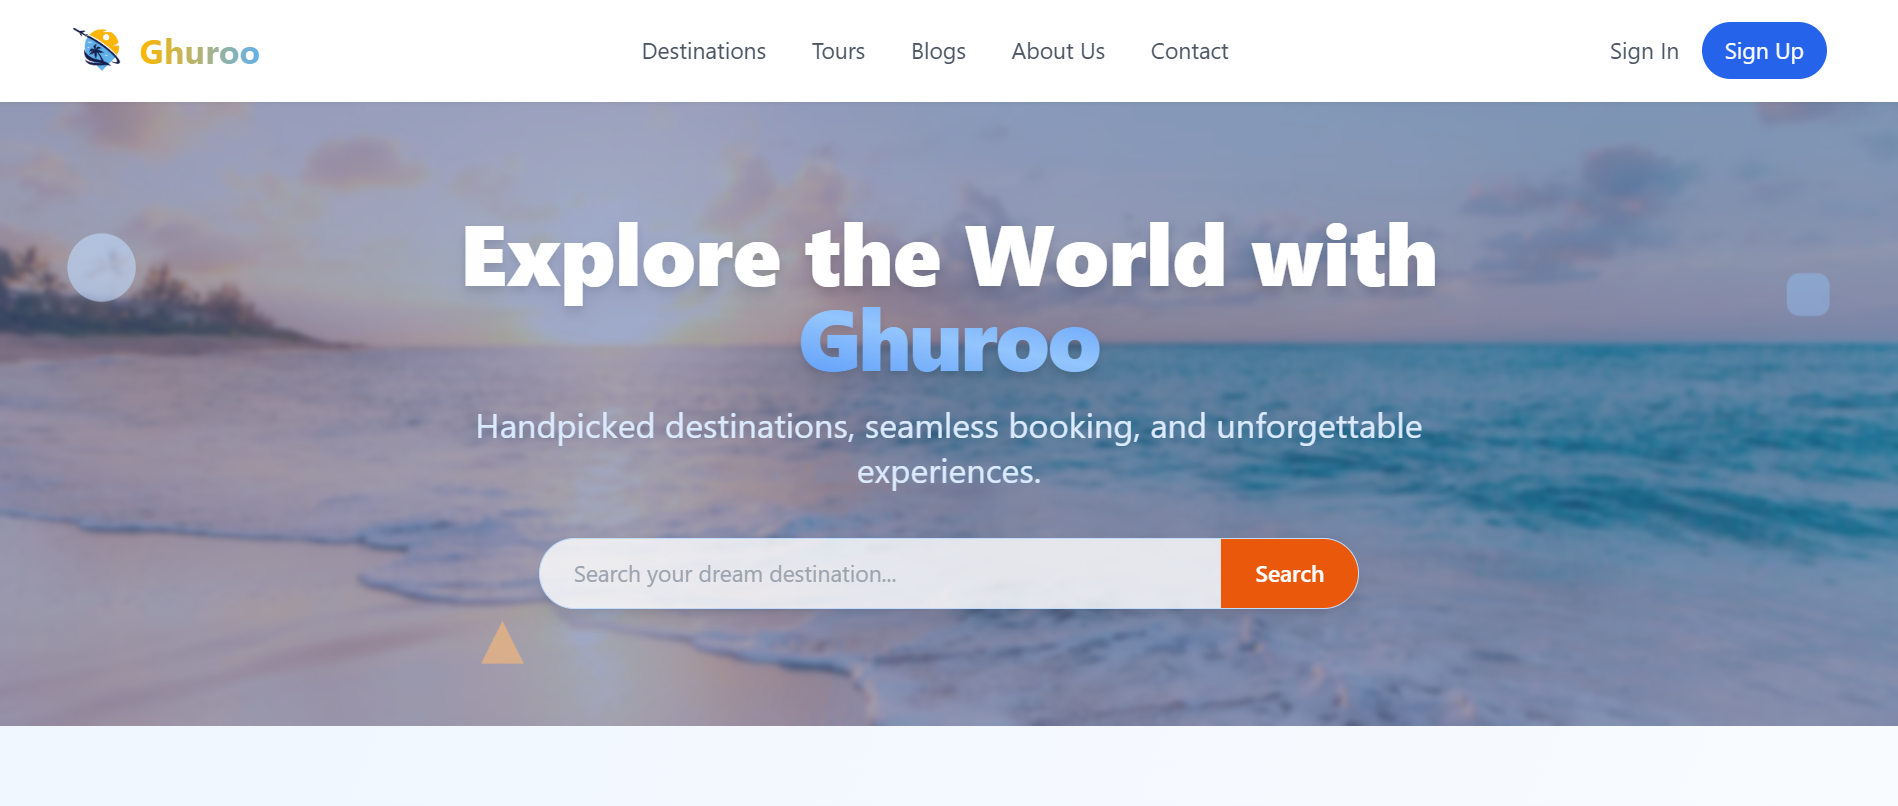 Ghuroo
Destinations Tours Blogs About Us Contact
Sign In Sign Up
Explore the World with
Ghuroo
Handpicked destinations, seamless booking, and unforgettable
experiences.
Search your dream destination... Search